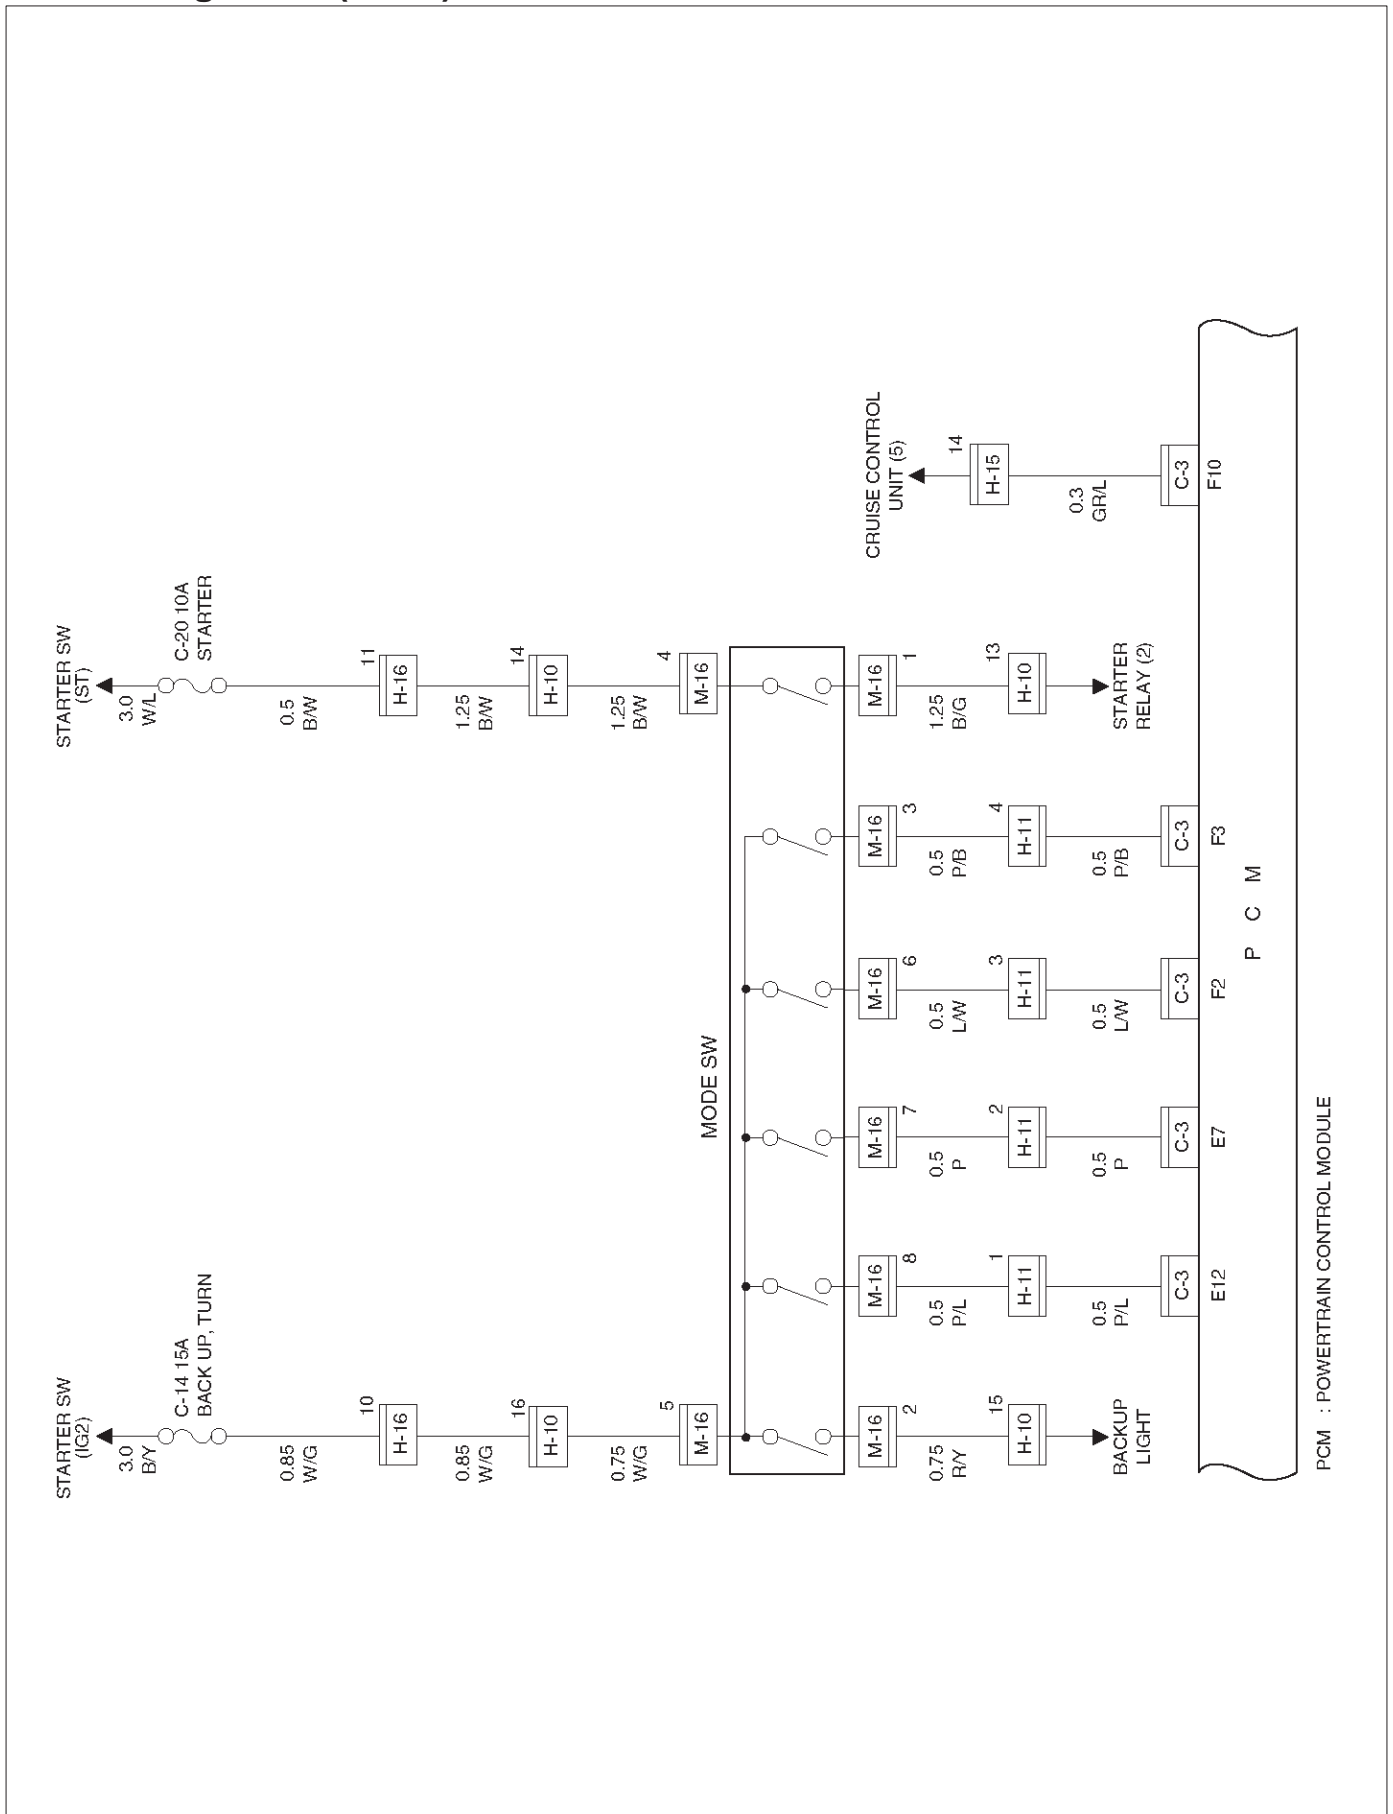 STARTER SW
(IG2)
STARTER SW
(ST)
3.0
B/Y
3.0
W/L
C-14 15A
BACK UP, TURN
C-20 10A
STARTER
0.85
W/G
0.5
B/W
10
H-16
11
H-16
0.85
W/G
1.25
B/W
16
H-10
14
H-10
0.75
W/G
1.25
B/W
5
M-16
4
M-16
MODE SW
M-16
2
M-16
8
M-16
7
M-16
6
M-16
3
M-16
1
CRUISE CONTROL
UNIT (5)
0.75
R/Y
0.5
P/L
0.5
P
0.5
L/W
0.5
P/B
1.25
B/G
15
H-10
1
H-11
2
H-11
3
H-11
4
H-11
13
H-10
14
H-15
BACKUP
LIGHT
0.5
P/L
0.5
P
0.5
L/W
0.5
P/B
STARTER
RELAY (2)
0.3
GR/L
C-3
E12
C-3
E7
C-3
F2
C-3
F3
C-3
F10
P C M
PCM : POWERTRAIN CONTROL MODULE